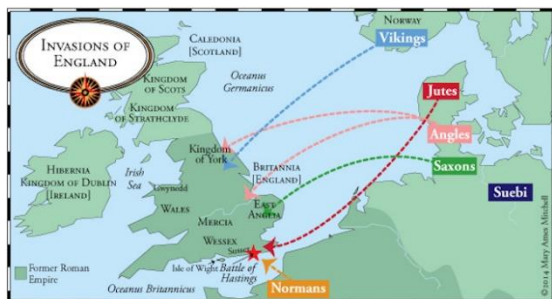 INVASIONS OF
ENGLAND
CALEDONIA
[SCOTLAND]
NORWAY
Vikings
Oceanus
Germanicus
KINGDOM
OF SCOTS
KINGDOM OF
STRATHCLYDE
Jutes
Angles
Kingdom
of York
Saxons
HIBERNIA
KINGDOM OF DUBLIN
[IRELAND]
Irish
Sea
BRITANNIA
[ENGLAND]
Gwynedd
WALES
EAST
ANGLIA
Suebi
MERCIA
WESSEX
Sussex
Isle of Wight
Battle of
Hastings
Former Roman
Empire
Oceanus Britannicus
Normans
©2014 Mary Ames Mitchell